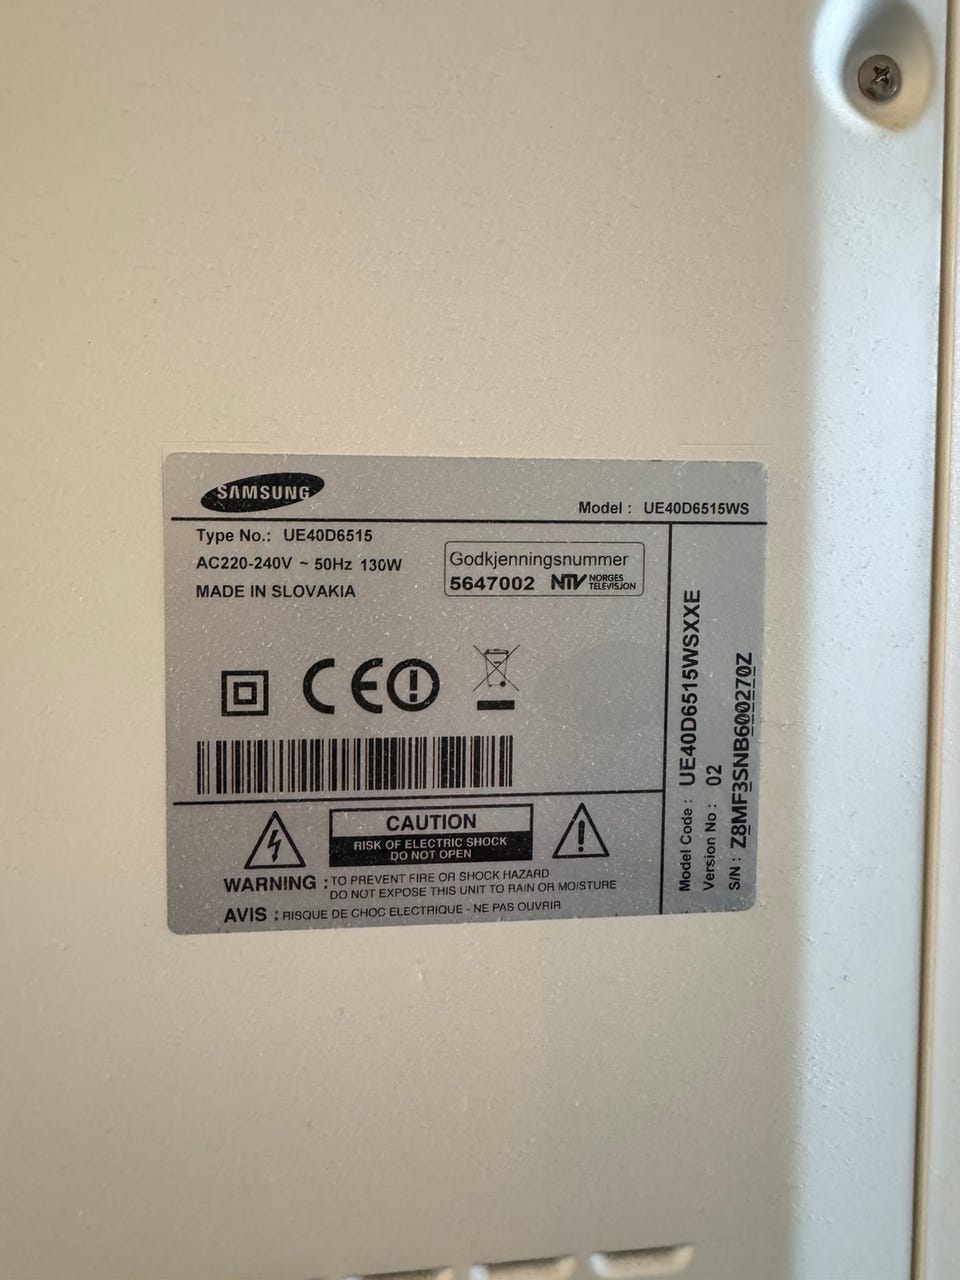 SAMSUNG
Model : UE40D6515WS
Type No.: UE40D6515
AC220-240V ~ 50Hz 130W
MADE IN SLOVAKIA
Godkjenningsnummer
5647002 NTV NORGES TELEVISJON
CE
CAUTION
RISK OF ELECTRIC SHOCK
DO NOT OPEN
WARNING : TO PREVENT FIRE OR SHOCK HAZARD
DO NOT EXPOSE THIS UNIT TO RAIN OR MOISTURE
AVIS : RISQUE DE CHOC ELECTRIQUE - NE PAS OUVRIR
Model Code : UE40D6515WSXXE
Version No : 02
S/N : Z8MF3SNB600270Z